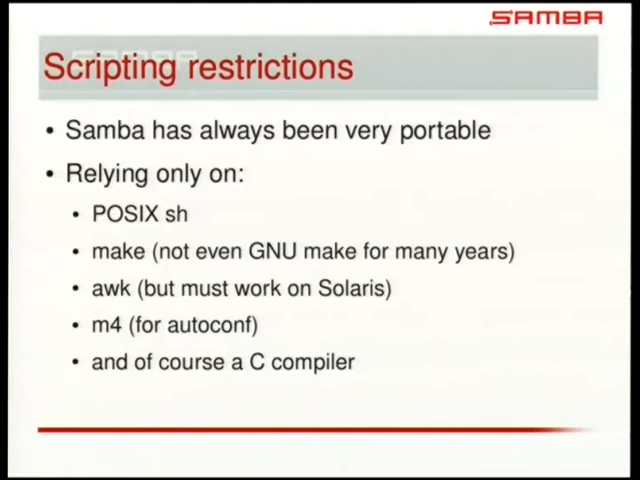 SAMBA
Scripting restrictions
• Samba has always been very portable
• Relying only on:
• POSIX sh
• make (not even GNU make for many years)
• awk (but must work on Solaris)
• m4 (for autoconf)
• and of course a C compiler